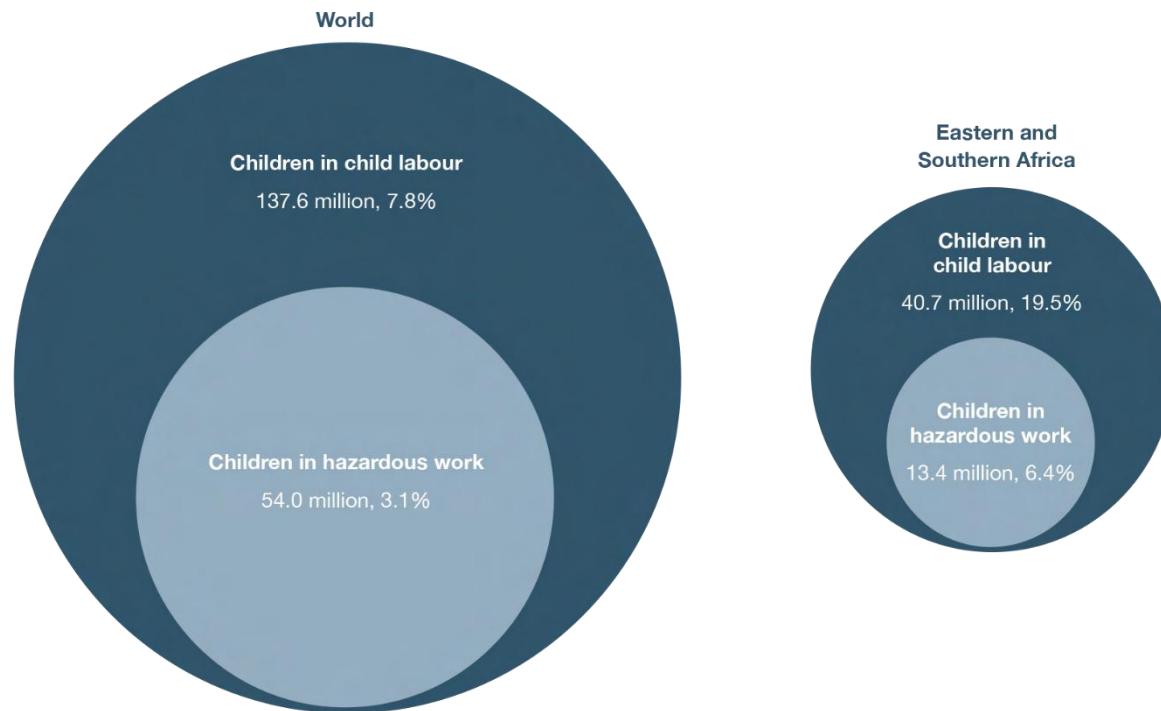 World
Children in child labour
137.6 million, 7.8%
Children in hazardous work
54.0 million, 3.1%
Eastern and
Southern Africa
Children in
child labour
40.7 million, 19.5%
Children in
hazardous work
13.4 million, 6.4%